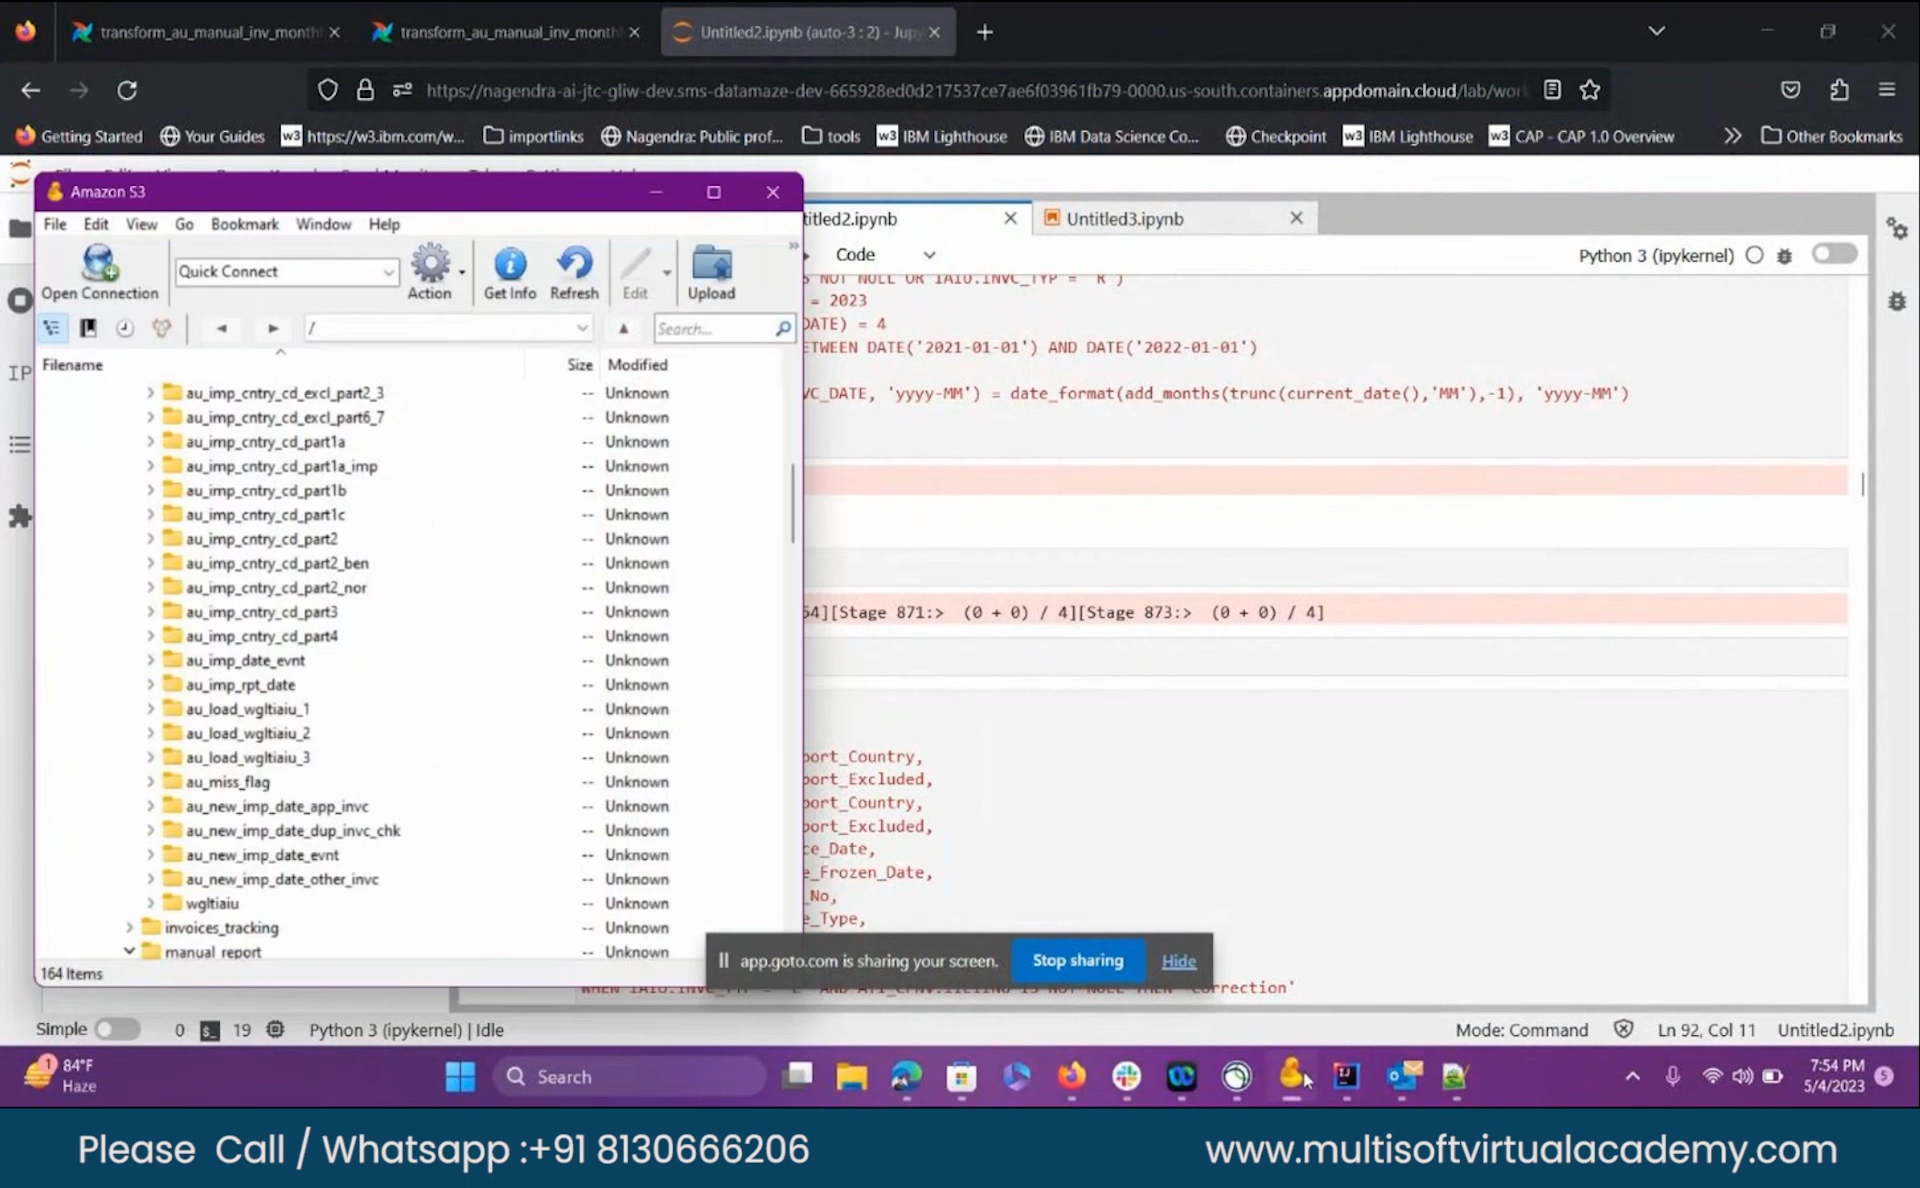 transform_au_manual_inv_month
transform_au_manual_inv_month
Untitled2.ipynb (auto-3 : 2) - Jup
https://nagendra-ai-jtc-gliw-dev.sms-datamaze-dev-665928ed0d217537ce7ae6f03961fb79-0000.us-south.containers.appdomain.cloud/lab/wor
Getting Started
Your Guides
https://w3.ibm.com/w...
importlinks
Nagendra: Public prof...
tools
IBM Lighthouse
IBM Data Science Co...
Checkpoint
IBM Lighthouse
CAP - CAP 1.0 Overview
Other Bookmarks
Amazon S3
File Edit View Go Bookmark Window Help
Open Connection
Quick Connect
Action
Get Info
Refresh
Edit
Upload
/
Search...
Filename Size Modified
au_imp_cntry_cd_excl_part2_3 -- Unknown
au_imp_cntry_cd_excl_part6_7 -- Unknown
au_imp_cntry_cd_part1a -- Unknown
au_imp_cntry_cd_part1a_imp -- Unknown
au_imp_cntry_cd_part1b -- Unknown
au_imp_cntry_cd_part1c -- Unknown
au_imp_cntry_cd_part2 -- Unknown
au_imp_cntry_cd_part2_ben -- Unknown
au_imp_cntry_cd_part2_nor -- Unknown
au_imp_cntry_cd_part3 -- Unknown
au_imp_cntry_cd_part4 -- Unknown
au_imp_date_evnt -- Unknown
au_imp_rpt_date -- Unknown
au_load_wgltiaiu_1 -- Unknown
au_load_wgltiaiu_2 -- Unknown
au_load_wgltiaiu_3 -- Unknown
au_miss_flag -- Unknown
au_new_imp_date_app_invc -- Unknown
au_new_imp_date_dup_invc_chk -- Unknown
au_new_imp_date_evnt -- Unknown
au_new_imp_date_other_invc -- Unknown
wgltiaiu -- Unknown
invoices_tracking -- Unknown
manual_report -- Unknown
164 Items
titled2.ipynb
Untitled3.ipynb
Code
Python 3 (ipykernel)
S NOT NULL OR IAIU.INVC_TYP = 'R')
= 2023
DATE) = 4
ETWEEN DATE('2021-01-01') AND DATE('2022-01-01')
VC_DATE, 'yyyy-MM') = date_format(add_months(trunc(current_date(),'MM'),-1), 'yyyy-MM')
54][Stage 871:> (0 + 0) / 4][Stage 873:> (0 + 0) / 4]
port_Country,
port_Excluded,
port_Country,
port_Excluded,
ce_Date,
e_Frozen_Date,
_No,
e_Type,
app.goto.com is sharing your screen.
Stop sharing
Hide
Simple 0 19 Python 3 (ipykernel) | Idle
Mode: Command Ln 92, Col 11 Untitled2.ipynb
1
84°F
Haze
Search
7:54 PM
5/4/2023
5
Please Call / Whatsapp :+91 8130666206
www.multisoftvirtualacademy.com